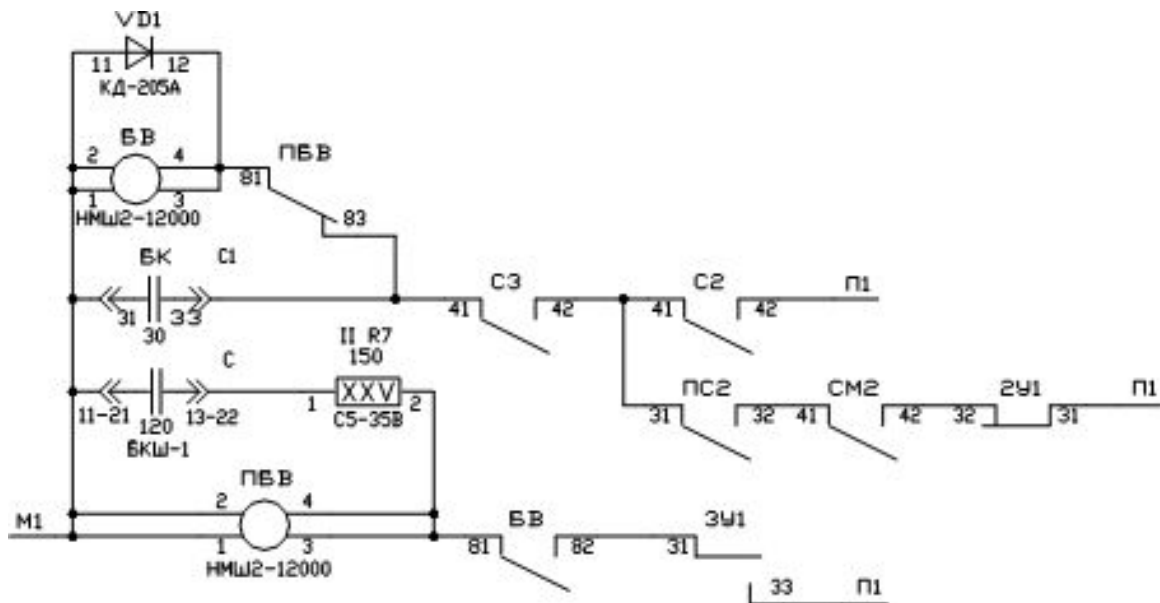 VD1
11 12
КД-205А
БВ
2 4
1 3
НМШ2-12000
ПБВ
81
83
БК С1
31 33
30
С3
41 42
С2
41 42
П1
II R7
150
XXV
1 2
С5-35В
С
11-21 13-22
120
БКШ-1
ПС2
31 32
СМ2
41 42
2У1
32 31
П1
ПБВ
2 4
М1
1 3
НМШ2-12000
БВ
81 82
3У1
31
33 П1